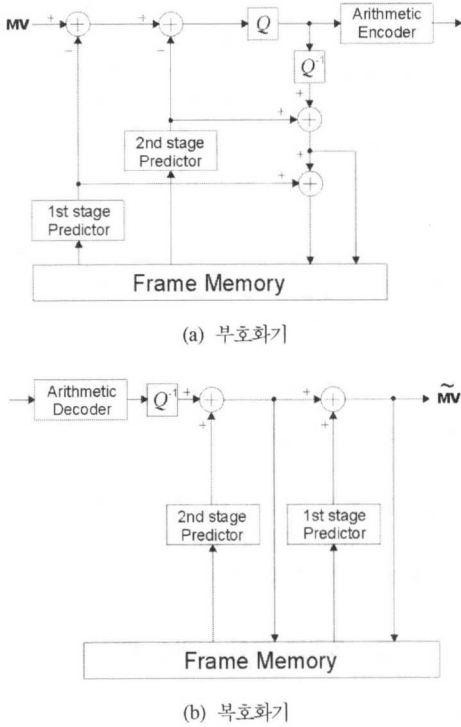 MV + + + Q Arithmetic
Encoder
− −
Q⁻¹
+
2nd stage
Predictor
+ +
+
+
1st stage
Predictor
+
Frame Memory
(a) 부호화기
Arithmetic
Decoder
Q⁻¹ + + + + M̃V
+ +
2nd stage
Predictor
1st stage
Predictor
Frame Memory
(b) 복호화기